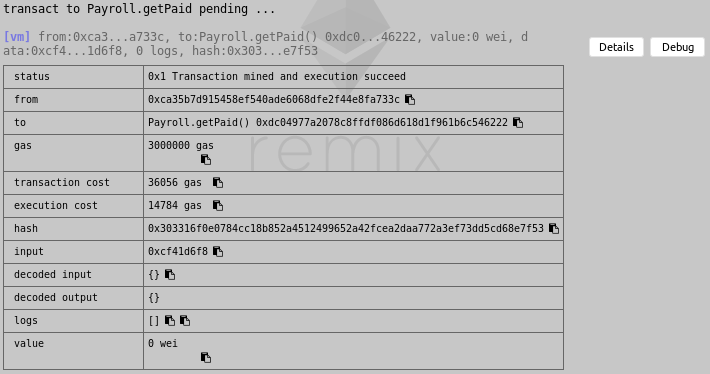 transact to Payroll.getPaid pending ...
[vm] from:0xca3...a733c, to:Payroll.getPaid() 0xdc0...46222, value:0 wei, d
ata:0xcf4...1d6f8, 0 logs, hash:0x303...e7f53
Details
Debug
status 0x1 Transaction mined and execution succeed
from 0xca35b7d915458ef540ade6068dfe2f44e8fa733c
to Payroll.getPaid() 0xdc04977a2078c8ffdf086d618d1f961b6c546222
gas 3000000 gas
remix
transaction cost 36056 gas
execution cost 14784 gas
hash 0x303316f0e0784cc18b852a4512499652a42fcea2daa772a3ef73dd5cd68e7f53
input 0xcf41d6f8
decoded input {}
decoded output {}
logs []
value 0 wei